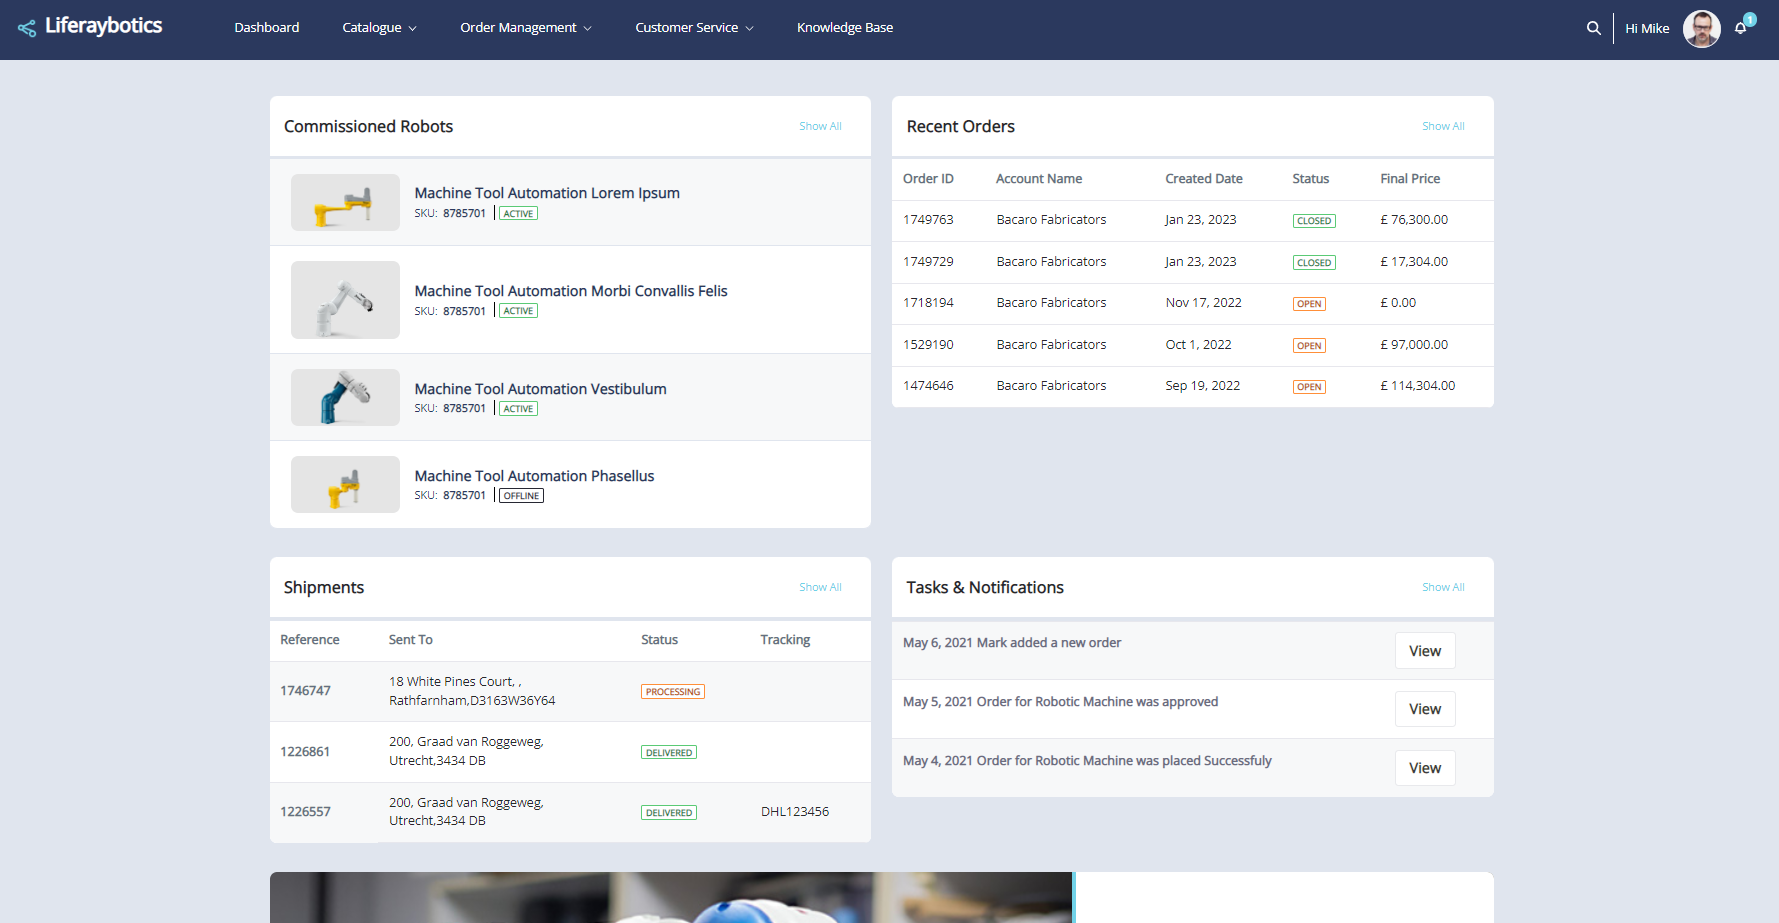 Liferaybotics
Dashboard
Catalogue
Order Management
Customer Service
Knowledge Base
Hi Mike
1
Commissioned Robots
Show All
Machine Tool Automation Lorem Ipsum
SKU: 8785701 | ACTIVE
Machine Tool Automation Morbi Convallis Felis
SKU: 8785701 | ACTIVE
Machine Tool Automation Vestibulum
SKU: 8785701 | ACTIVE
Machine Tool Automation Phasellus
SKU: 8785701 | OFFLINE
Recent Orders
Show All
Order ID Account Name Created Date Status Final Price
1749763 Bacaro Fabricators Jan 23, 2023 CLOSED £ 76,300.00
1749729 Bacaro Fabricators Jan 23, 2023 CLOSED £ 17,304.00
1718194 Bacaro Fabricators Nov 17, 2022 OPEN £ 0.00
1529190 Bacaro Fabricators Oct 1, 2022 OPEN £ 97,000.00
1474646 Bacaro Fabricators Sep 19, 2022 OPEN £ 114,304.00
Shipments
Show All
Reference Sent To Status Tracking
1746747 18 White Pines Court, , PROCESSING
Rathfarnham,D3163W36Y64
1226861 200, Graad van Roggeweg, DELIVERED
Utrecht,3434 DB
1226557 200, Graad van Roggeweg, DELIVERED DHL123456
Utrecht,3434 DB
Tasks & Notifications
Show All
May 6, 2021 Mark added a new order View
May 5, 2021 Order for Robotic Machine was approved View
May 4, 2021 Order for Robotic Machine was placed Successfuly View